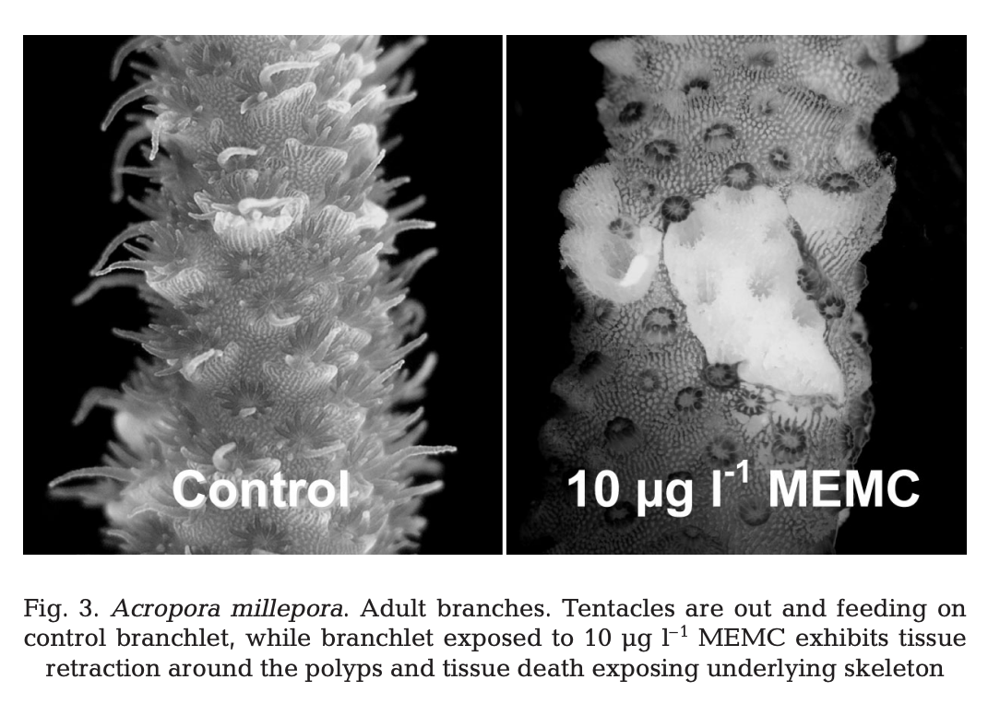 Control
10 µg l⁻¹ MEMC
Fig. 3. Acropora millepora. Adult branches. Tentacles are out and feeding on
control branchlet, while branchlet exposed to 10 µg l⁻¹ MEMC exhibits tissue
retraction around the polyps and tissue death exposing underlying skeleton